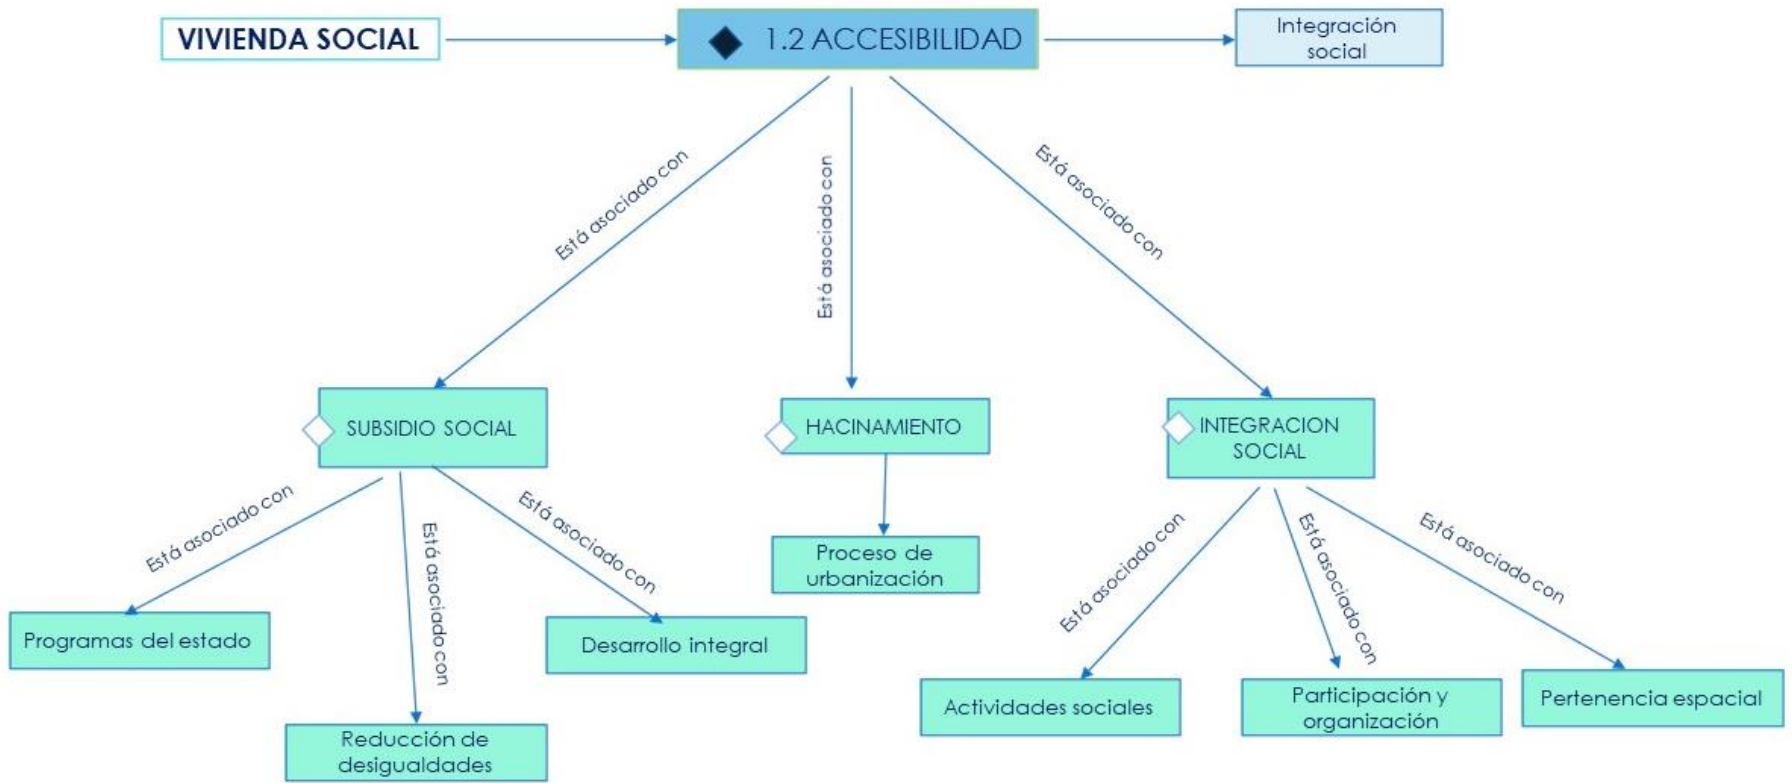 VIVIENDA SOCIAL
1.2 ACCESIBILIDAD
Integración
social
Está asociado con
Está asociado con
Está asociado con
SUBSIDIO SOCIAL
HACINAMIENTO
INTEGRACION
SOCIAL
Está asociado con
Está asociado con
Está asociado con
Está asociado con
Está asociado con
Está asociado con
Programas del estado
Reducción de
desigualdades
Desarrollo integral
Proceso de
urbanización
Actividades sociales
Participación y
organización
Pertenencia espacial